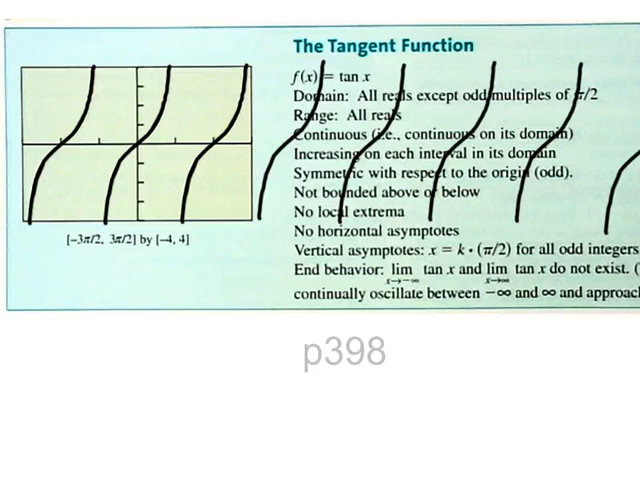 The Tangent Function
f(x) = tan x
Domain: All reals except odd multiples of π/2
Range: All reals
Continuous (i.e., continuous on its domain)
Increasing on each interval in its domain
Symmetric with respect to the origin (odd).
Not bounded above or below
No local extrema
No horizontal asymptotes
Vertical asymptotes: x = k • (π/2) for all odd integers
End behavior: lim tan x and lim tan x do not exist. (
x→−∞ x→∞
continually oscillate between −∞ and ∞ and approach
[−3π/2, 3π/2] by [−4, 4]
p398